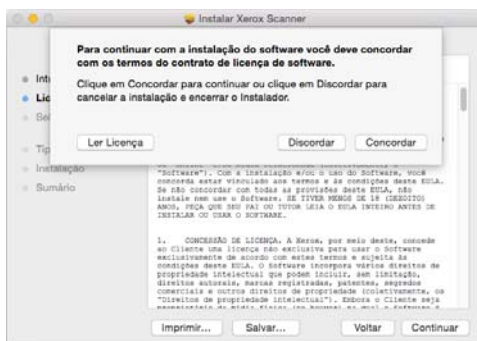 Instalar Xerox Scanner
Para continuar com a instalação do software você deve concordar
com os termos do contrato de licença de software.
Clique em Concordar para continuar ou clique em Discordar para
cancelar a instalação e encerrar o Instalador.
Ler Licença
Discordar
Concordar
Lic
Tip
Instalação
Sumário
"Software"). Com a instalação e/ou o uso do Software, você
concorda estar vinculado aos termos e às condições deste EULA.
Se não concordar com todas as provisões deste EULA, não
instale nem use o Software. SE TIVER MENOS DE 18 (DEZOITO)
ANOS, PEÇA QUE SEU PAI OU TUTOR LEIA O EULA INTEIRO ANTES DE
INSTALAR OU USAR O SOFTWARE.
1. CONCESSÃO DE LICENÇA. A Xerox, por meio deste, concede
ao Cliente uma licença não exclusiva para usar o Software
exclusivamente de acordo com estes termos e sujeita às
condições deste EULA. O Software incorpora vários direitos de
propriedade intelectual que podem incluir, sem limitação,
direitos autorais, marcas registradas, patentes, segredos
comerciais e outros direitos de propriedade (coletivamente, os
"Direitos de propriedade intelectual"). Embora o Cliente seja
Imprimir...
Salvar...
Voltar
Continuar